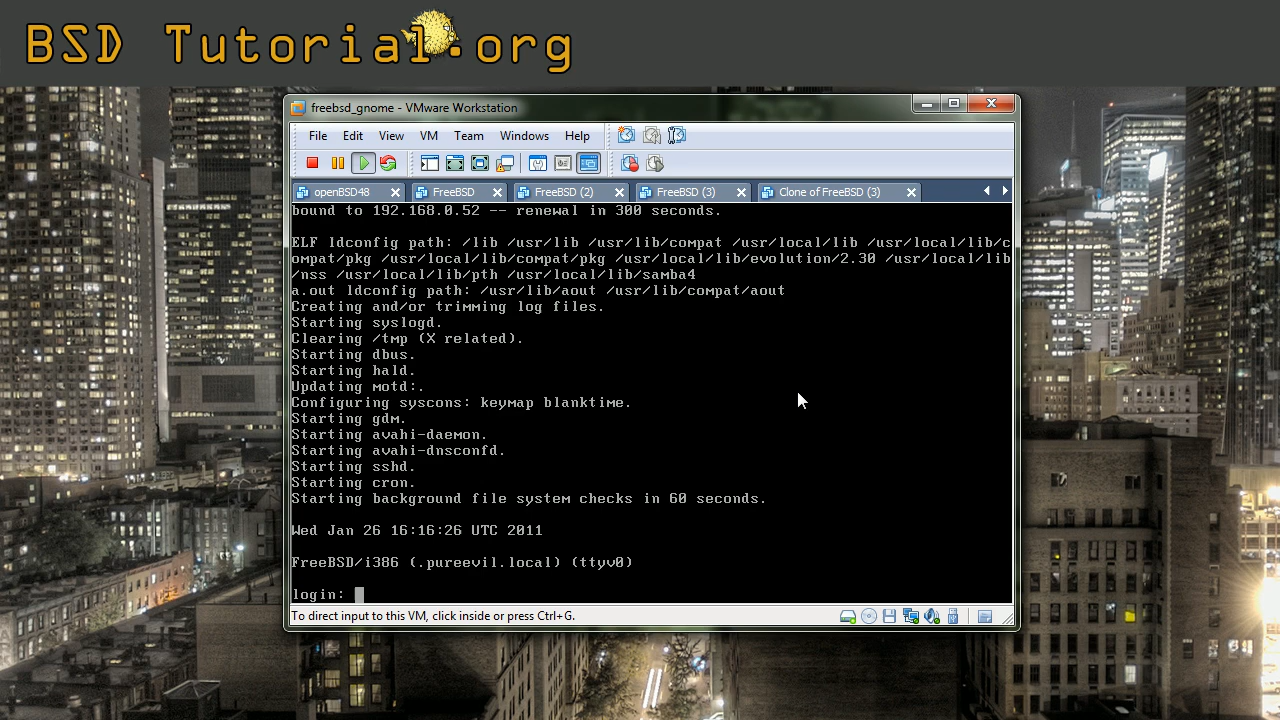 BSD Tutorial.org
freebsd_gnome - VMware Workstation
File Edit View VM Team Windows Help
openBSD48 FreeBSD FreeBSD (2) FreeBSD (3) Clone of FreeBSD (3)
bound to 192.168.0.52 -- renewal in 300 seconds.
ELF ldconfig path: /lib /usr/lib /usr/lib/compat /usr/local/lib /usr/local/lib/c
ompat/pkg /usr/local/lib/compat/pkg /usr/local/lib/evolution/2.30 /usr/local/lib
/nss /usr/local/lib/pth /usr/local/lib/samba4
a.out ldconfig path: /usr/lib/aout /usr/lib/compat/aout
Creating and/or trimming log files.
Starting syslogd.
Clearing /tmp (X related).
Starting dbus.
Starting hald.
Updating motd:.
Configuring syscons: keymap blanktime.
Starting gdm.
Starting avahi-daemon.
Starting avahi-dnsconfd.
Starting sshd.
Starting cron.
Starting background file system checks in 60 seconds.
Wed Jan 26 16:16:26 UTC 2011
FreeBSD/i386 (.pureevil.local) (ttyv0)
login:
To direct input to this VM, click inside or press Ctrl+G.